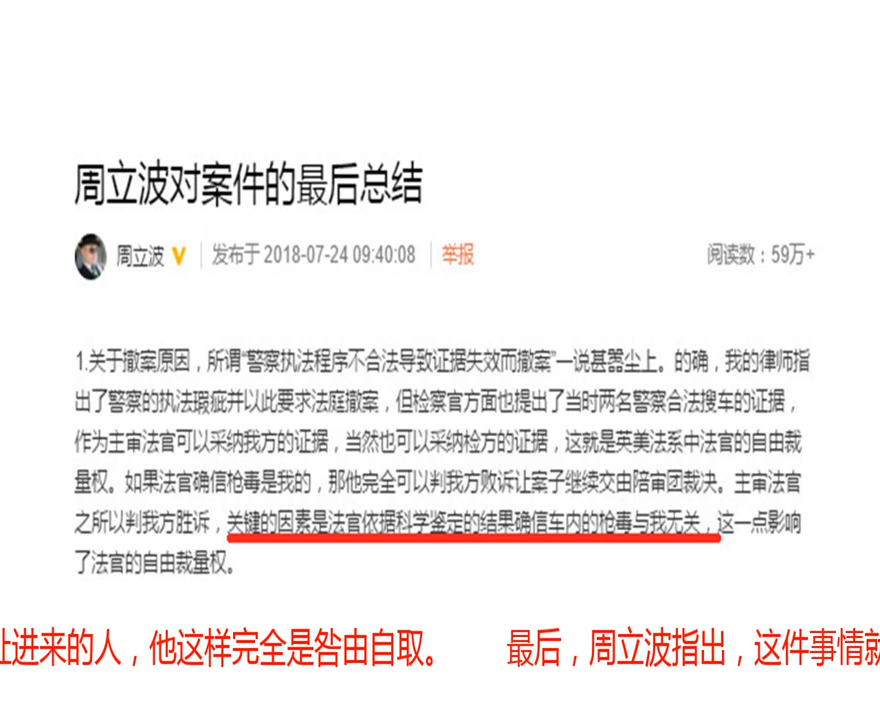 周立波对案件的最后总结
周立波 V 发布于 2018-07-24 09:40:08 举报 阅读数：59万+
1.关于撤案原因，所谓“警察执法程序不合法导致证据失效而撤案”一说甚嚣尘上。的确，我的律师指
出了警察的执法瑕疵并以此要求法庭撤案，但检察官方面也提出了当时两名警察合法搜车的证据，
作为主审法官可以采纳我方的证据，当然也可以采纳检方的证据，这就是英美法系中法官的自由裁
量权。如果法官确信枪毒是我的，那他完全可以判我方败诉让案子继续交由陪审团裁决。主审法官
之所以判我方胜诉，关键的因素是法官依据科学鉴定的结果确信车内的枪毒与我无关，这一点影响
了法官的自由裁量权。
进来的人，他这样完全是咎由自取。 最后，周立波指出，这件事情就